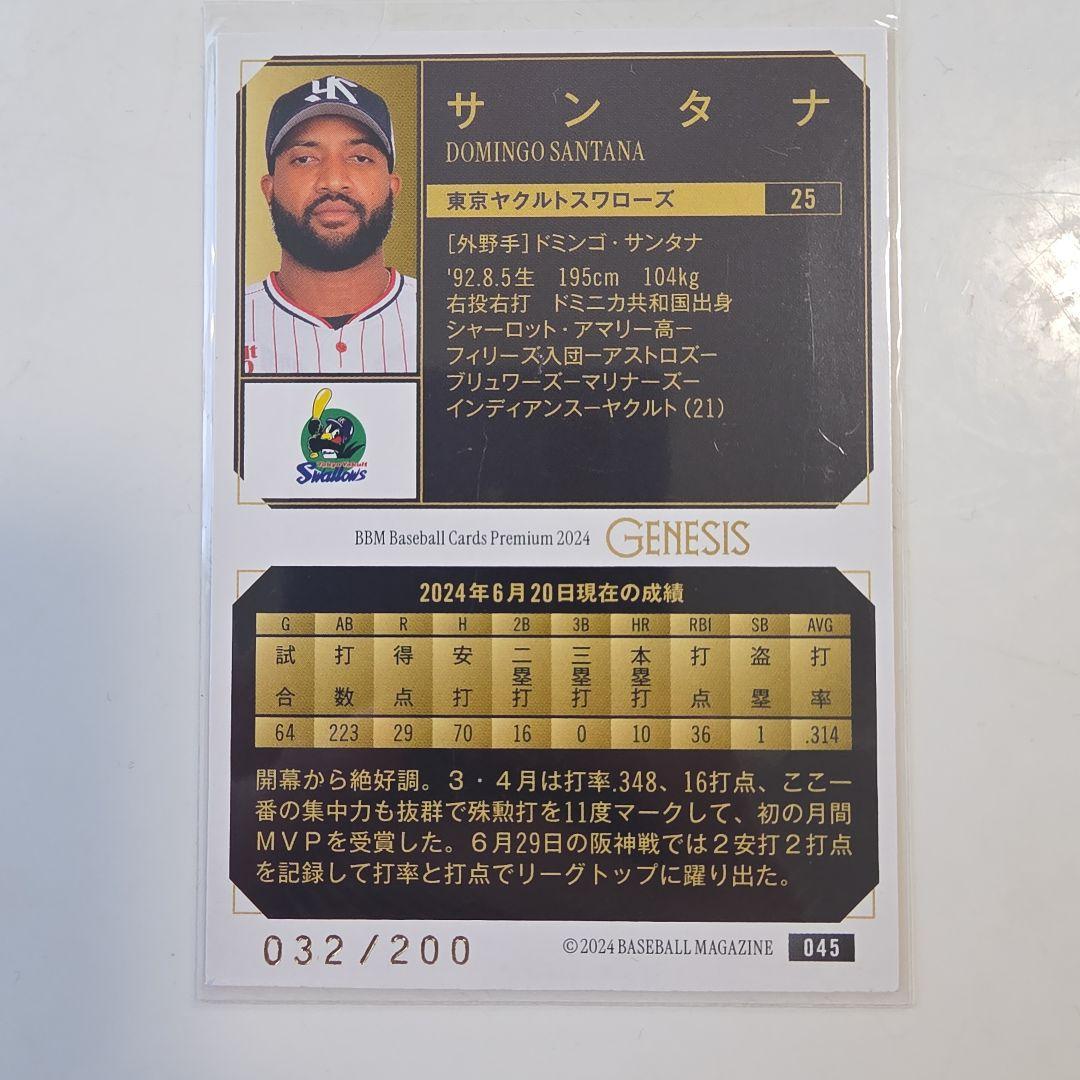 サンタナ
DOMINGO SANTANA
東京ヤクルトスワローズ 25
[外野手]ドミンゴ・サンタナ
'92.8.5生 195cm 104kg
右投右打 ドミニカ共和国出身
シャーロット・アマリー高ー
フィリーズ入団ーアストロズー
ブリュワーズーマリナーズー
インディアンスーヤクルト(21)
Tokyo Yakult
Swallows
BBM Baseball Cards Premium 2024 GENESIS
2024年6月20日現在の成績
G AB R H 2B 3B HR RBI SB AVG
試合 打数 得点 安打 二塁打 三塁打 本塁打 打点 盗塁 打率
64 223 29 70 16 0 10 36 1 .314
開幕から絶好調。3・4月は打率.348、16打点、ここ一
番の集中力も抜群で殊勲打を11度マークして、初の月間
MVPを受賞した。6月29日の阪神戦では2安打2打点
を記録して打率と打点でリーグトップに躍り出た。
032/200
©2024 BASEBALL MAGAZINE 045